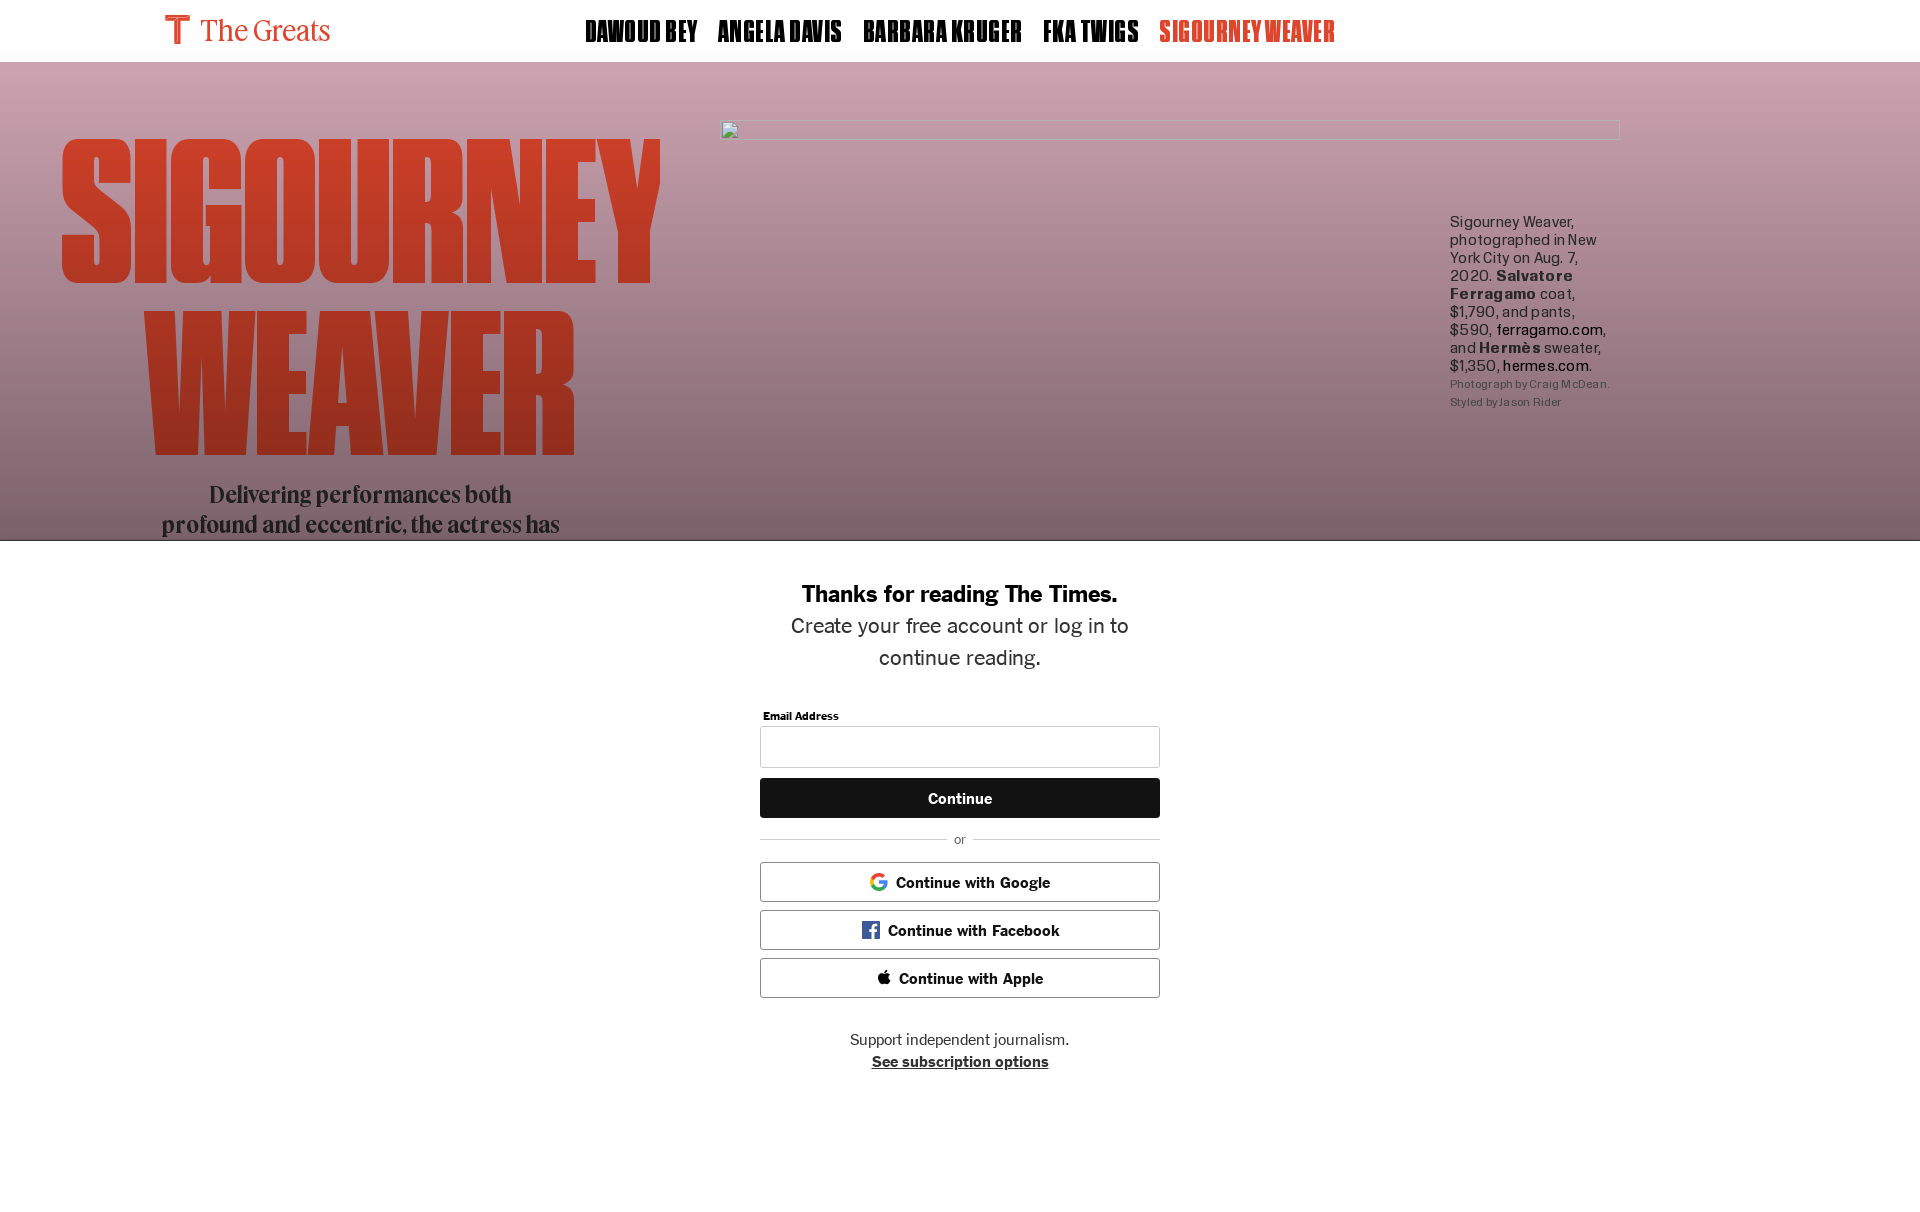 The Greats
DAWOUD BEY ANGELA DAVIS BARBARA KRUGER FKA TWIGS SIGOURNEY WEAVER
SIGOURNEY
WEAVER
Delivering performances both
profound and eccentric, the actress has
Sigourney Weaver,
photographed in New
York City on Aug. 7,
2020. Salvatore
Ferragamo coat,
$1,790, and pants,
$590, ferragamo.com,
and Hermès sweater,
$1,350, hermes.com.
Photograph by Craig McDean.
Styled by Jason Rider
Thanks for reading The Times.
Create your free account or log in to
continue reading.
Email Address
Continue
or
Continue with Google
Continue with Facebook
Continue with Apple
Support independent journalism.
See subscription options